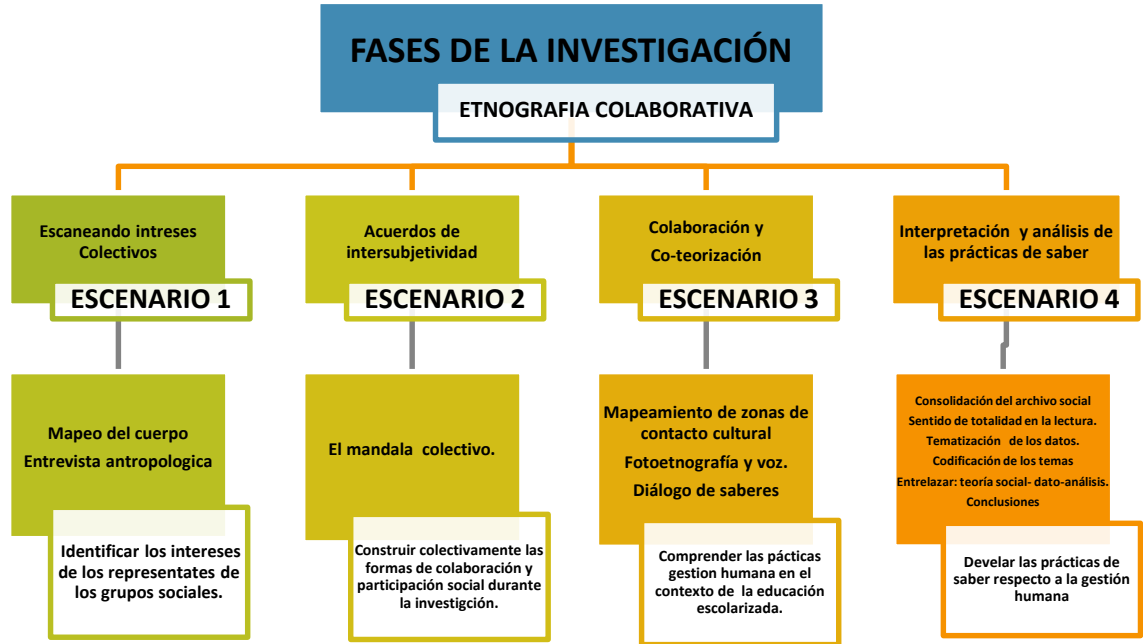 FASES DE LA INVESTIGACIÓN
ETNOGRAFIA COLABORATIVA
Escaneando intreses
Colectivos
ESCENARIO 1
Acuerdos de
intersubjetividad
ESCENARIO 2
Colaboración y
Co-teorización
ESCENARIO 3
Interpretación y análisis de
las prácticas de saber
ESCENARIO 4
Mapeo del cuerpo
Entrevista antropologica
Identificar los intereses
de los representates de
los grupos sociales.
El mandala colectivo.
Construir colectivamente las
formas de colaboración y
participación social durante
la investigción.
Mapeamiento de zonas de
contacto cultural
Fotoetnografía y voz.
Diálogo de saberes
Comprender las pácticas
gestion humana en el
contexto de la educación
escolarizada.
Consolidación del archivo social
Sentido de totalidad en la lectura.
Tematización de los datos.
Codificación de los temas
Entrelazar: teoría social- dato-análisis.
Conclusiones
Develar las prácticas de
saber respecto a la gestión
humana